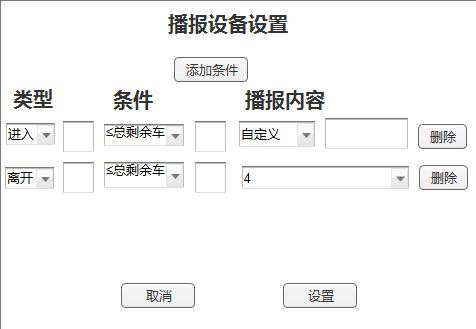 播报设备设置
添加条件
类型 条件 播报内容
进入 ≤总剩余车 自定义 删除
离开 ≤总剩余车 4 删除
取消 设置